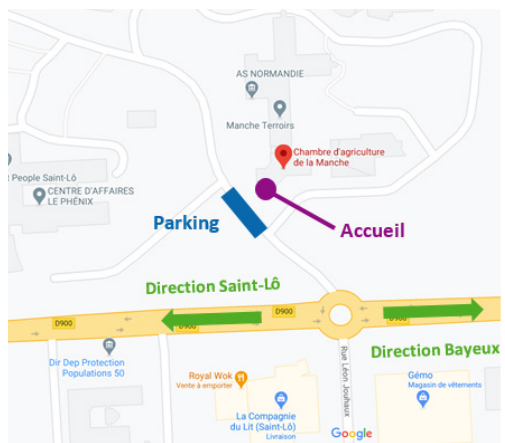 AS NORMANDIE
Manche Terroirs
Chambre d'agriculture
de la Manche
t People Saint-Lô
CENTRE D'AFFAIRES
LE PHÉNIX
Parking
Accueil
Direction Saint-Lô
D900
D900
D900
D900
Direction Bayeux
Dir Dep Protection
Populations 50
Rue Léon Jouhaux
Royal Wok
Vente à emporter
Gémo
Magasin de vêtements
La Compagnie
du Lit (Saint-Lô)
Livraison
Google